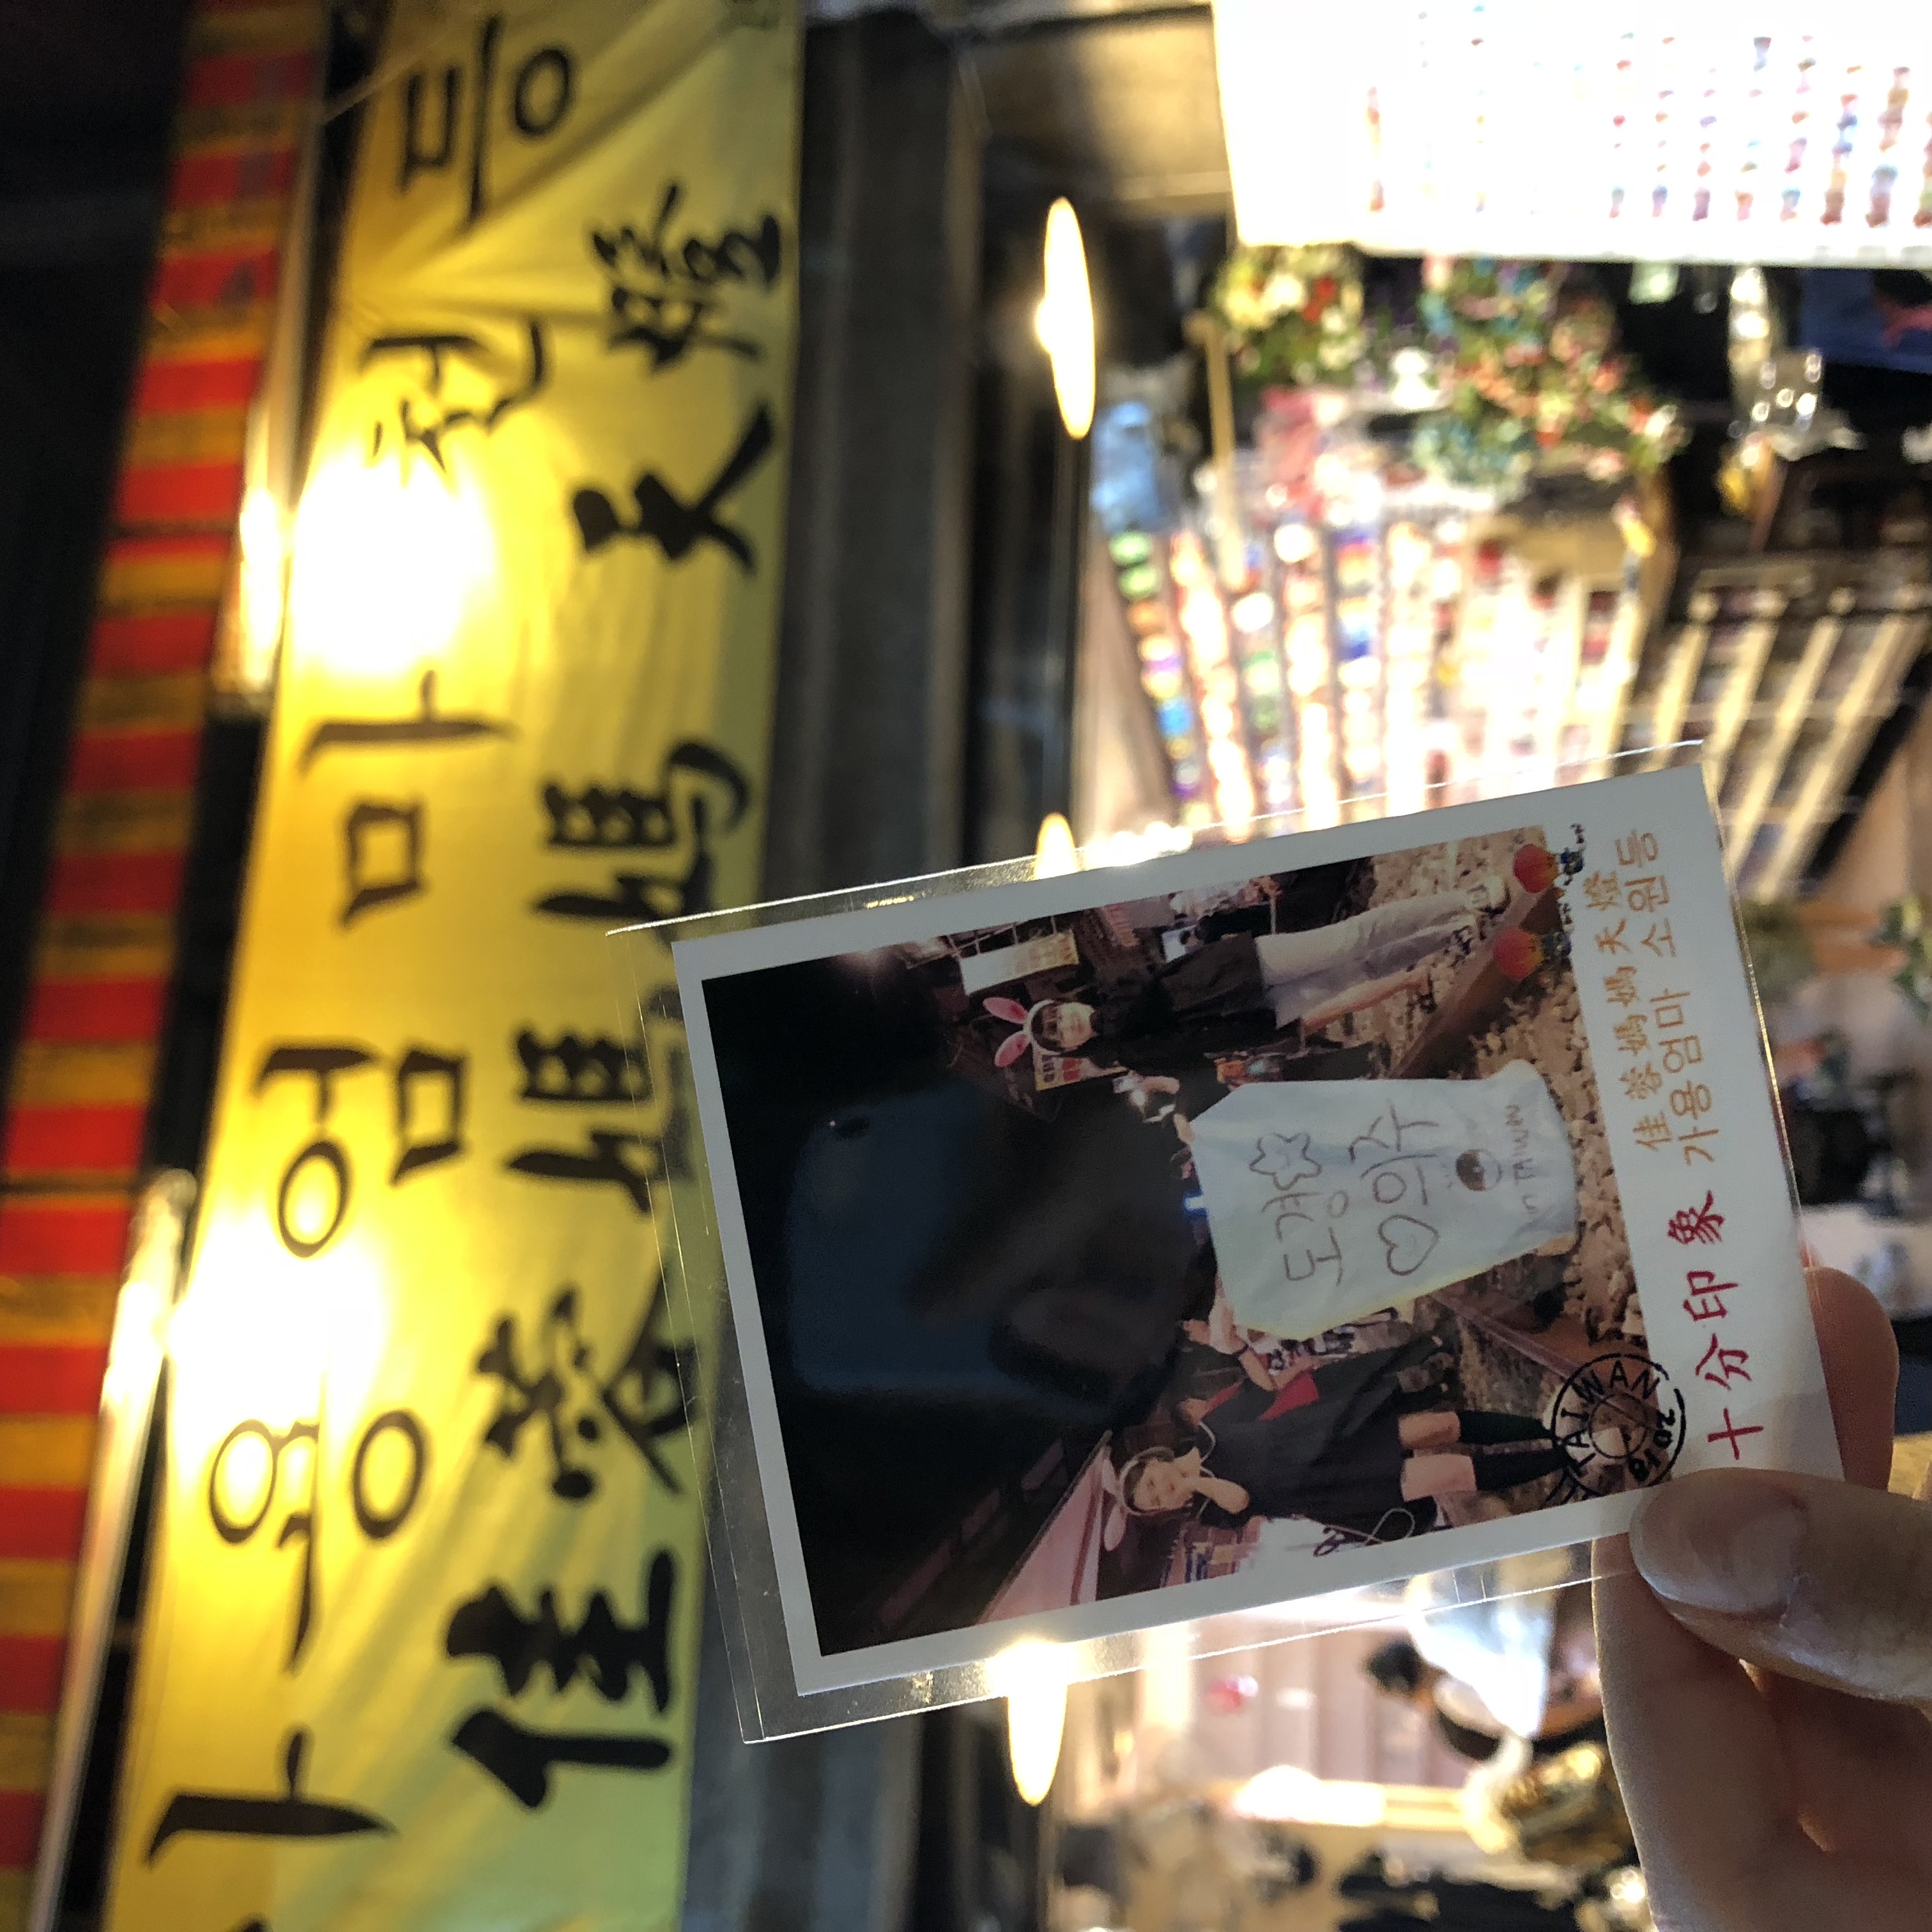 가용엄마 천등
佳蓉媽媽 天燈
도경
의주
in TAIWAN
TAIWAN
2018
佳蓉媽媽天燈
十分印象 가용엄마 소원등